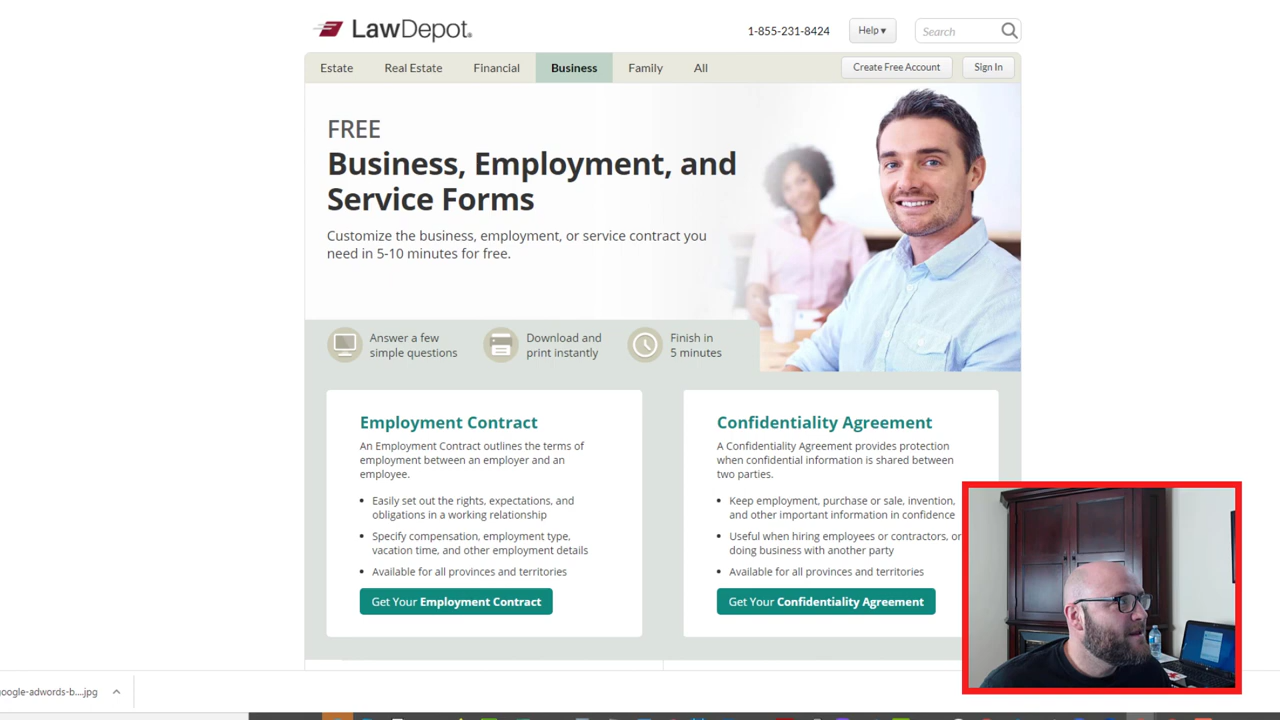 LawDepot®
1-855-231-8424
Help ▾
Search
Estate
Real Estate
Financial
Business
Family
All
Create Free Account
Sign In
FREE
Business, Employment, and
Service Forms
Customize the business, employment, or service contract you
need in 5-10 minutes for free.
Answer a few
simple questions
Download and
print instantly
Finish in
5 minutes
Employment Contract
An Employment Contract outlines the terms of
employment between an employer and an
employee.
• Easily set out the rights, expectations, and
obligations in a working relationship
• Specify compensation, employment type,
vacation time, and other employment details
• Available for all provinces and territories
Get Your Employment Contract
Confidentiality Agreement
A Confidentiality Agreement provides protection
when confidential information is shared between
two parties.
• Keep employment, purchase or sale, invention,
and other important information in confidence
• Useful when hiring employees or contractors, or
doing business with another party
• Available for all provinces and territories
Get Your Confidentiality Agreement
oogle-adwords-b....jpg